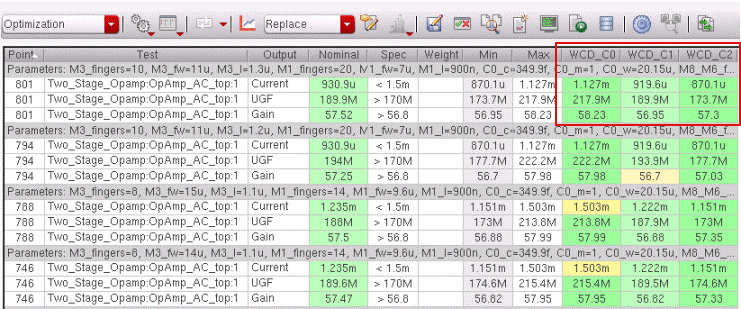 Optimization Replace
Point Test Output Nominal Spec Weight Min Max WCD_C0 WCD_C1 WCD_C2
Parameters: M3_fingers=10, M3_fw=11u, M3_l=1.3u, M1_fingers=20, M1_fw=7u, M1_l=900n, C0_c=349.9f, C0_m=1, C0_w=20.15u, M8_M6_f...
801 Two_Stage_Opamp:OpAmp_AC_top:1 Current 930.9u < 1.5m 870.1u 1.127m 1.127m 919.6u 870.1u
801 Two_Stage_Opamp:OpAmp_AC_top:1 UGF 189.9M > 170M 173.7M 217.9M 217.9M 189.9M 173.7M
801 Two_Stage_Opamp:OpAmp_AC_top:1 Gain 57.52 > 56.8 56.95 58.23 58.23 56.95 57.3
Parameters: M3_fingers=10, M3_fw=11u, M3_l=1.2u, M1_fingers=20, M1_fw=7u, M1_l=900n, C0_c=349.9f, C0_m=1, C0_w=20.15u, M8_M6_f...
794 Two_Stage_Opamp:OpAmp_AC_top:1 Current 930.9u < 1.5m 870.1u 1.127m 1.127m 919.6u 870.1u
794 Two_Stage_Opamp:OpAmp_AC_top:1 UGF 194M > 170M 177.7M 222.2M 222.2M 193.9M 177.7M
794 Two_Stage_Opamp:OpAmp_AC_top:1 Gain 57.25 > 56.8 56.7 57.98 57.98 56.7 57.03
Parameters: M3_fingers=8, M3_fw=15u, M3_l=1.1u, M1_fingers=14, M1_fw=9.6u, M1_l=900n, C0_c=349.9f, C0_m=1, C0_w=20.15u, M8_M6_...
788 Two_Stage_Opamp:OpAmp_AC_top:1 Current 1.235m < 1.5m 1.151m 1.503m 1.503m 1.222m 1.151m
788 Two_Stage_Opamp:OpAmp_AC_top:1 UGF 188M > 170M 173M 213.8M 213.8M 187.9M 173M
788 Two_Stage_Opamp:OpAmp_AC_top:1 Gain 57.5 > 56.8 56.88 57.99 57.99 56.88 57.35
Parameters: M3_fingers=8, M3_fw=14u, M3_l=1.1u, M1_fingers=14, M1_fw=9.6u, M1_l=900n, C0_c=349.9f, C0_m=1, C0_w=20.15u, M8_M6_...
746 Two_Stage_Opamp:OpAmp_AC_top:1 Current 1.235m < 1.5m 1.151m 1.503m 1.503m 1.222m 1.151m
746 Two_Stage_Opamp:OpAmp_AC_top:1 UGF 189.6M > 170M 174.6M 215.4M 215.4M 189.5M 174.6M
746 Two_Stage_Opamp:OpAmp_AC_top:1 Gain 57.47 > 56.8 56.82 57.95 57.95 56.82 57.33